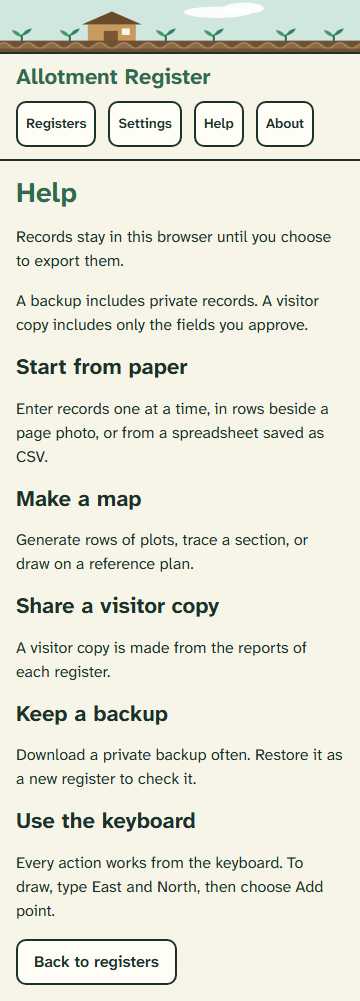 Allotment Register
Registers
Settings
Help
About
Help
Records stay in this browser until you choose
to export them.
A backup includes private records. A visitor
copy includes only the fields you approve.
Start from paper
Enter records one at a time, in rows beside a
page photo, or from a spreadsheet saved as
CSV.
Make a map
Generate rows of plots, trace a section, or
draw on a reference plan.
Share a visitor copy
A visitor copy is made from the reports of
each register.
Keep a backup
Download a private backup often. Restore it as
a new register to check it.
Use the keyboard
Every action works from the keyboard. To
draw, type East and North, then choose Add
point.
Back to registers